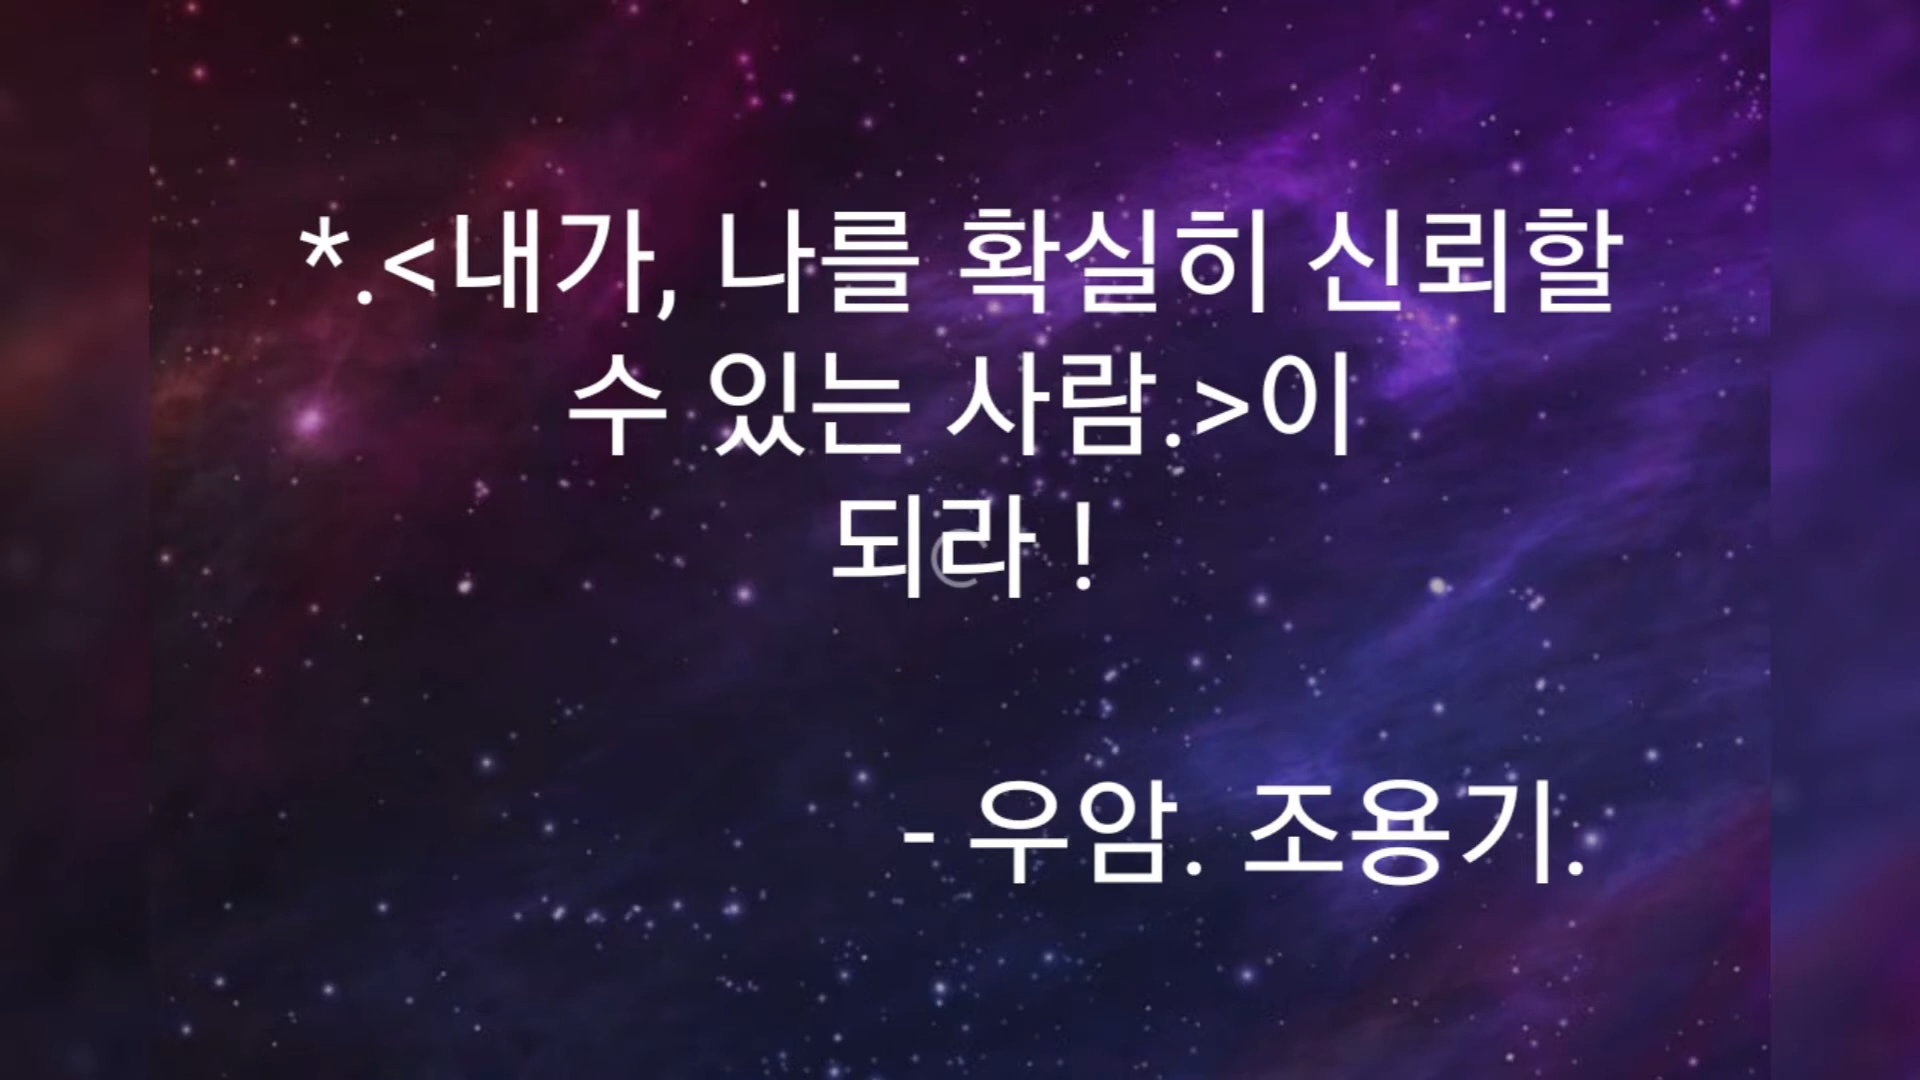 *.<내가, 나를 확실히 신뢰할
수 있는 사람.>이
되라 !
- 우암. 조용기.